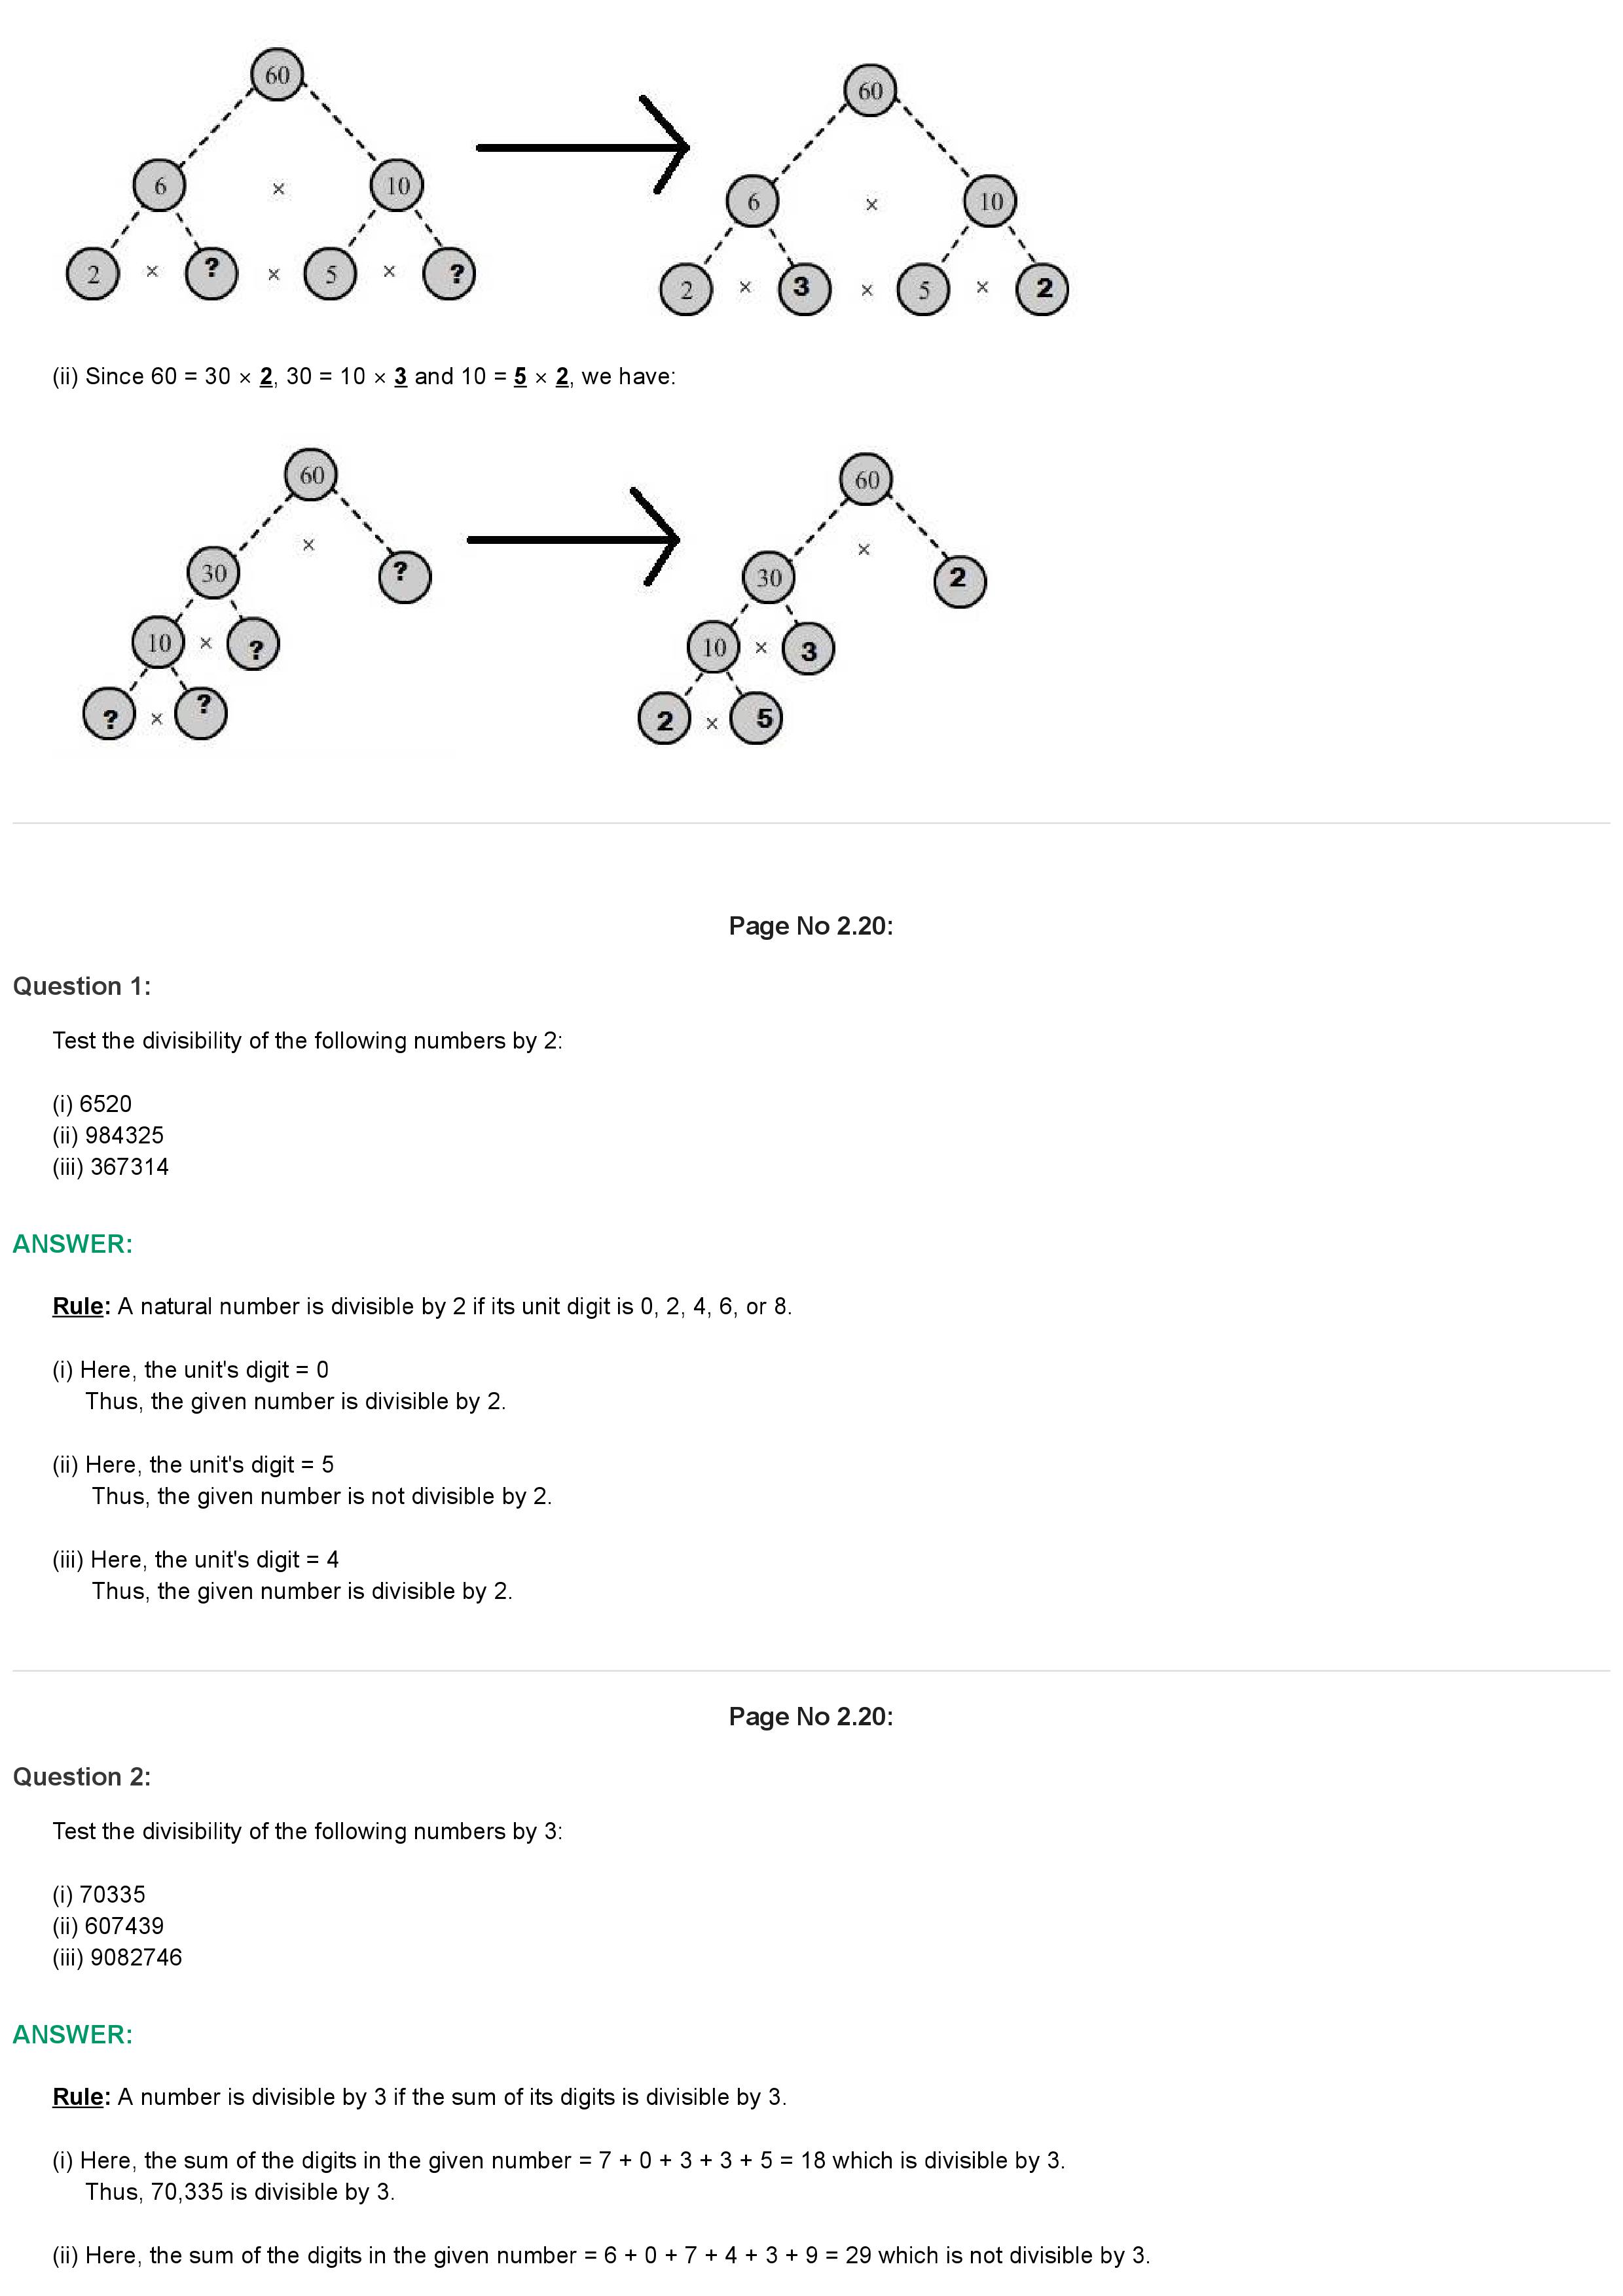 60 60
6 × 10 6 × 10
2 × ? × 5 × ? 2 × 3 × 5 × 2
(ii) Since 60 = 30 × 2, 30 = 10 × 3 and 10 = 5 × 2, we have:
60 60
× ×
30 ? 30 2
10 × ? 10 × 3
? × ? 2 × 5
Page No 2.20:
Question 1:
Test the divisibility of the following numbers by 2:
(i) 6520
(ii) 984325
(iii) 367314
ANSWER:
Rule: A natural number is divisible by 2 if its unit digit is 0, 2, 4, 6, or 8.
(i) Here, the unit's digit = 0
Thus, the given number is divisible by 2.
(ii) Here, the unit's digit = 5
Thus, the given number is not divisible by 2.
(iii) Here, the unit's digit = 4
Thus, the given number is divisible by 2.
Page No 2.20:
Question 2:
Test the divisibility of the following numbers by 3:
(i) 70335
(ii) 607439
(iii) 9082746
ANSWER:
Rule: A number is divisible by 3 if the sum of its digits is divisible by 3.
(i) Here, the sum of the digits in the given number = 7 + 0 + 3 + 3 + 5 = 18 which is divisible by 3.
Thus, 70,335 is divisible by 3.
(ii) Here, the sum of the digits in the given number = 6 + 0 + 7 + 4 + 3 + 9 = 29 which is not divisible by 3.